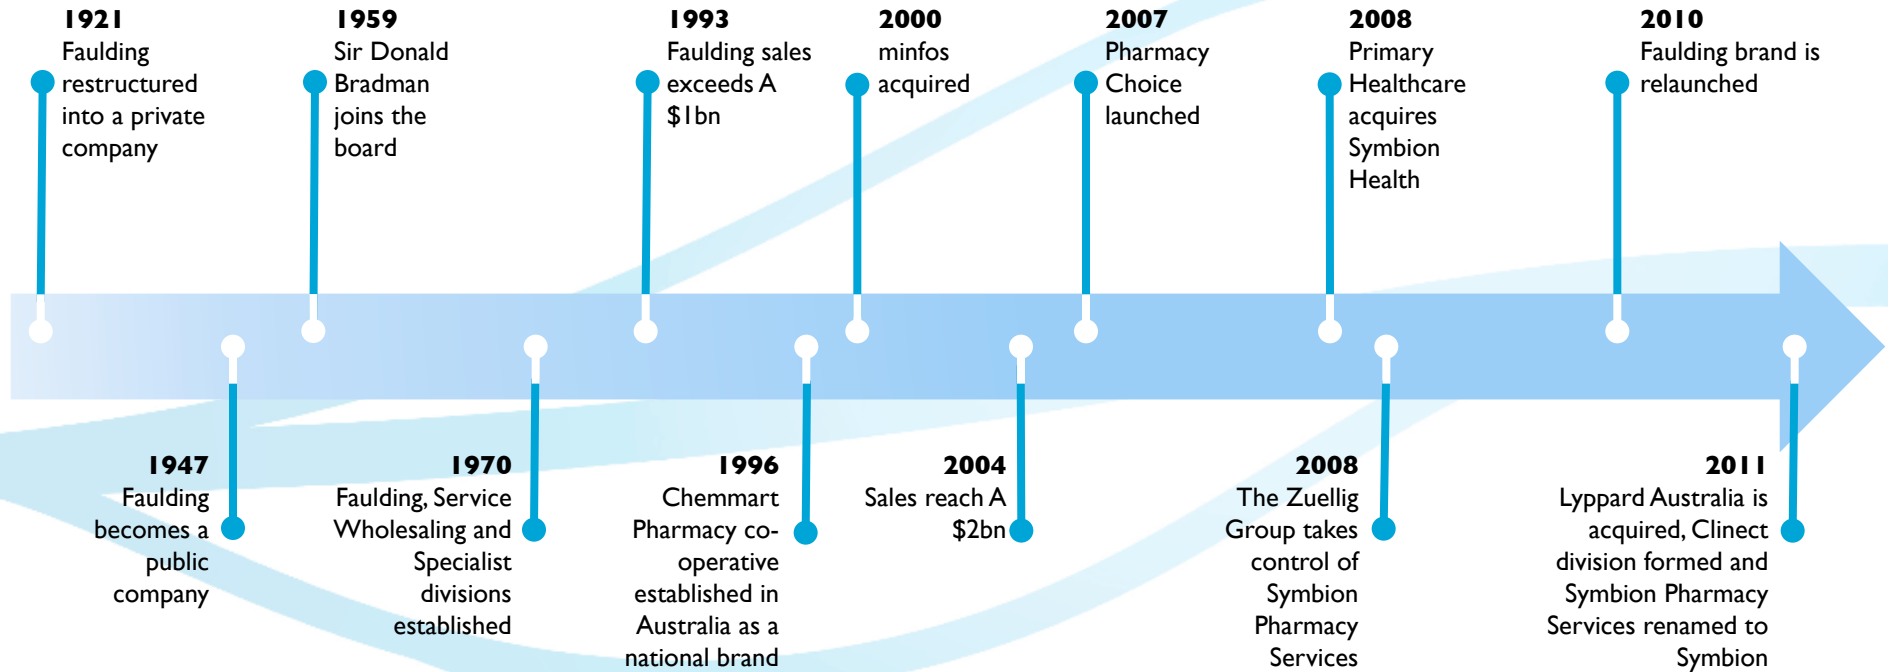 1921
Faulding
restructured
into a private
company
1959
Sir Donald
Bradman
joins the
board
1993
Faulding sales
exceeds A
$1bn
2000
minfos
acquired
2007
Pharmacy
Choice
launched
2008
Primary
Healthcare
acquires
Symbion
Health
2010
Faulding brand is
relaunched
1947
Faulding
becomes a
public
company
1970
Faulding, Service
Wholesaling and
Specialist
divisions
established
1996
Chemmart
Pharmacy co-
operative
established in
Australia as a
national brand
2004
Sales reach A
$2bn
2008
The Zuellig
Group takes
control of
Symbion
Pharmacy
Services
2011
Lyppard Australia is
acquired, Clinect
division formed and
Symbion Pharmacy
Services renamed to
Symbion